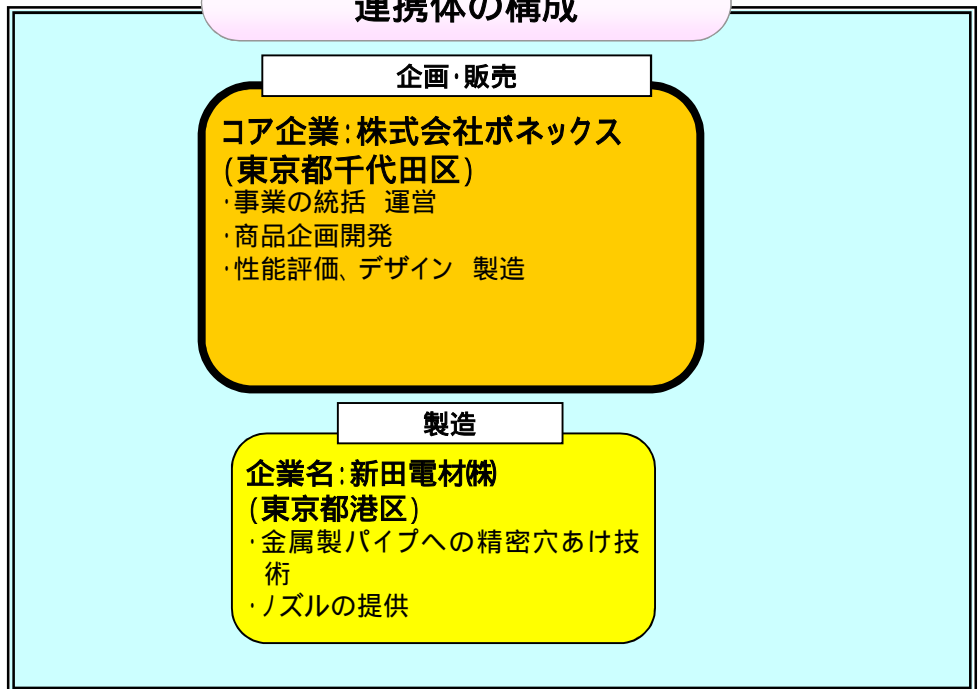 連携体の構成
企画･販売
コア企業:株式会社ボネックス
(東京都千代田区)
･事業の統括 運営
･商品企画開発
･性能評価、デザイン 製造
製造
企業名:新田電材㈱
(東京都港区)
･金属製パイプへの精密穴あけ技
術
･ノズルの提供